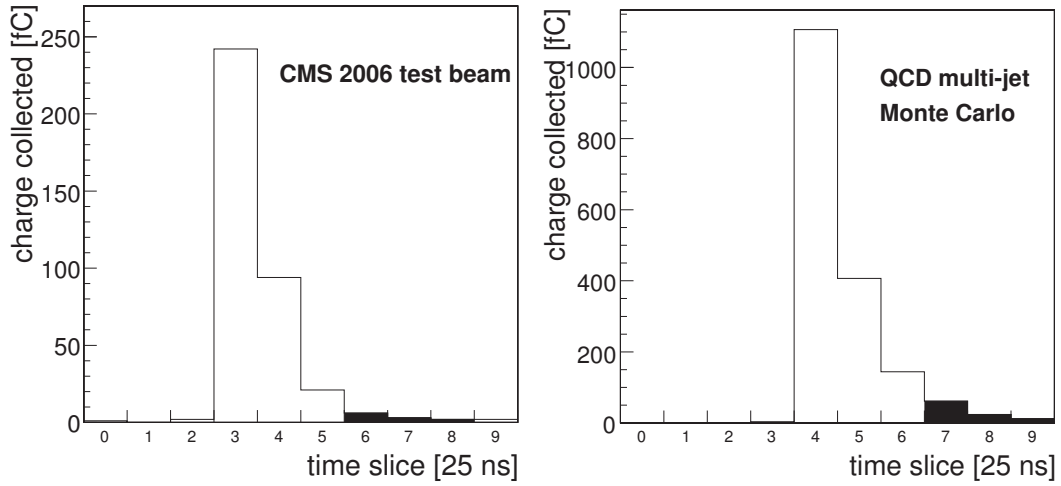 charge collected [fC]
250
200
150
100
50
0
CMS 2006 test beam
0 1 2 3 4 5 6 7 8 9
time slice [25 ns]
charge collected [fC]
1000
800
600
400
200
0
QCD multi-jet
Monte Carlo
0 1 2 3 4 5 6 7 8 9
time slice [25 ns]